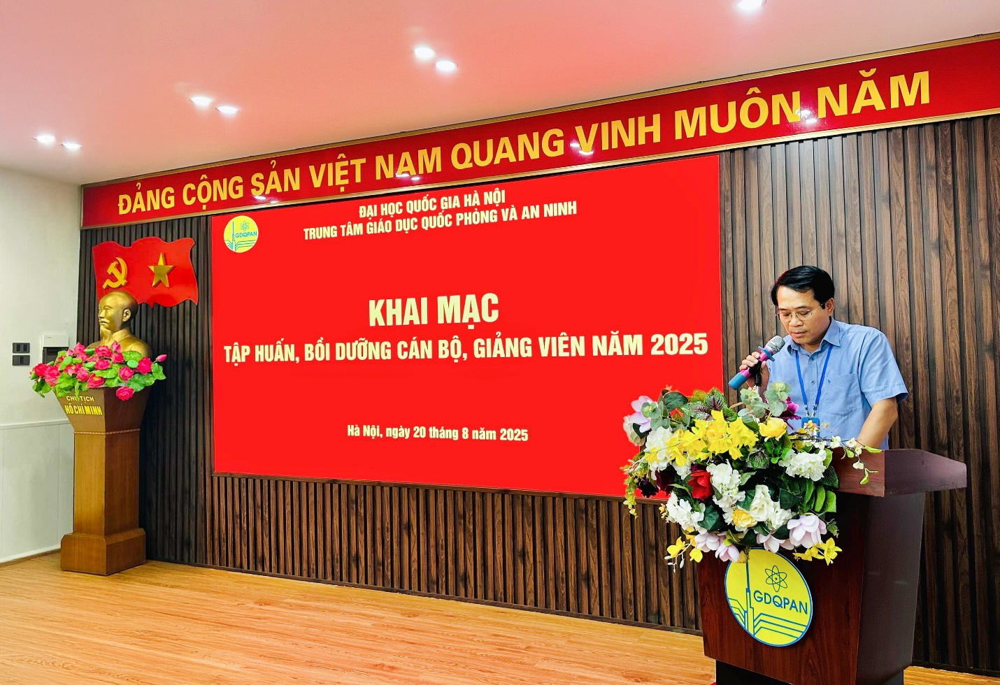 ĐẢNG CỘNG SẢN VIỆT NAM QUANG VINH MUÔN NĂM
ĐẠI HỌC QUỐC GIA HÀ NỘI
TRUNG TÂM GIÁO DỤC QUỐC PHÒNG VÀ AN NINH
GDQPAN
KHAI MẠC
TẬP HUẤN, BỒI DƯỠNG CÁN BỘ, GIẢNG VIÊN NĂM 2025
Hà Nội, ngày 20 tháng 8 năm 2025
CHỦ TỊCH
HỒ CHÍ MINH
GDQPAN